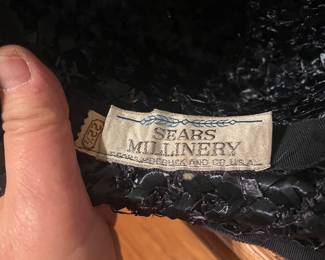 SEARS
MILLINERY
SEARS, ROEBUCK AND CO. U.S.A.